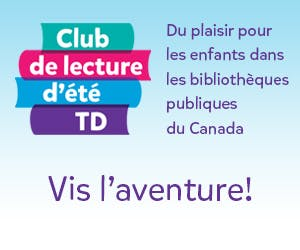 Club
de lecture
d'été
TD
Du plaisir pour
les enfants dans
les bibliothèques
publiques
du Canada
Vis l'aventure!